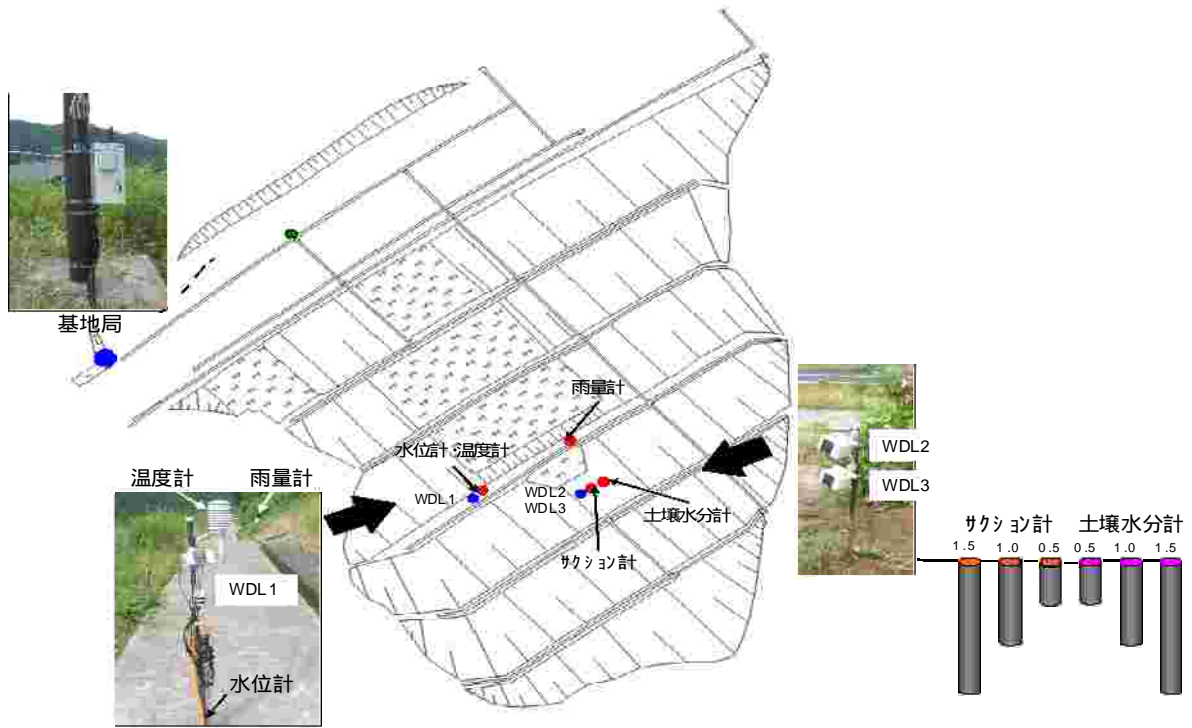 基地局
雨量計
水位計・温度計
WDL1
WDL2
WDL3
土壌水分計
ｻｸｼｮﾝ計
温度計
雨量計
WDL1
水位計
WDL2
WDL3
ｻｸｼｮﾝ計 土壌水分計
1.5 1.0 0.5 0.5 1.0 1.5